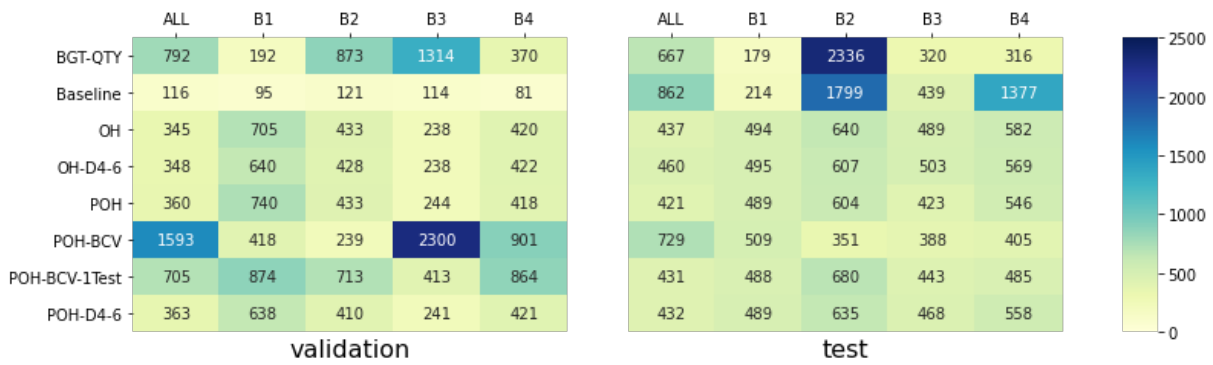 ALL B1 B2 B3 B4 ALL B1 B2 B3 B4
BGT-QTY 792 192 873 1314 370 667 179 2336 320 316 2500
Baseline 116 95 121 114 81 862 214 1799 439 1377 2000
OH 345 705 433 238 420 437 494 640 489 582
OH-D4-6 348 640 428 238 422 460 495 607 503 569 1500
POH 360 740 433 244 418 421 489 604 423 546
POH-BCV 1593 418 239 2300 901 729 509 351 388 405 1000
POH-BCV-1Test 705 874 713 413 864 431 488 680 443 485 500
POH-D4-6 363 638 410 241 421 432 489 635 468 558 0
validation test